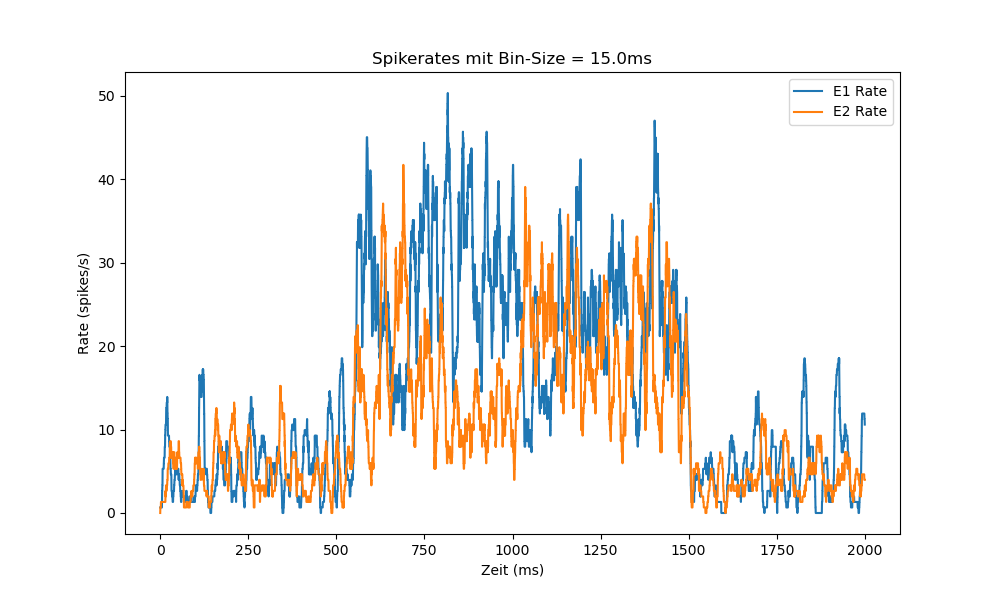 Spikerates mit Bin-Size = 15.0ms
E1 Rate
E2 Rate
50
40
30
20
10
0
Rate (spikes/s)
0 250 500 750 1000 1250 1500 1750 2000
Zeit (ms)